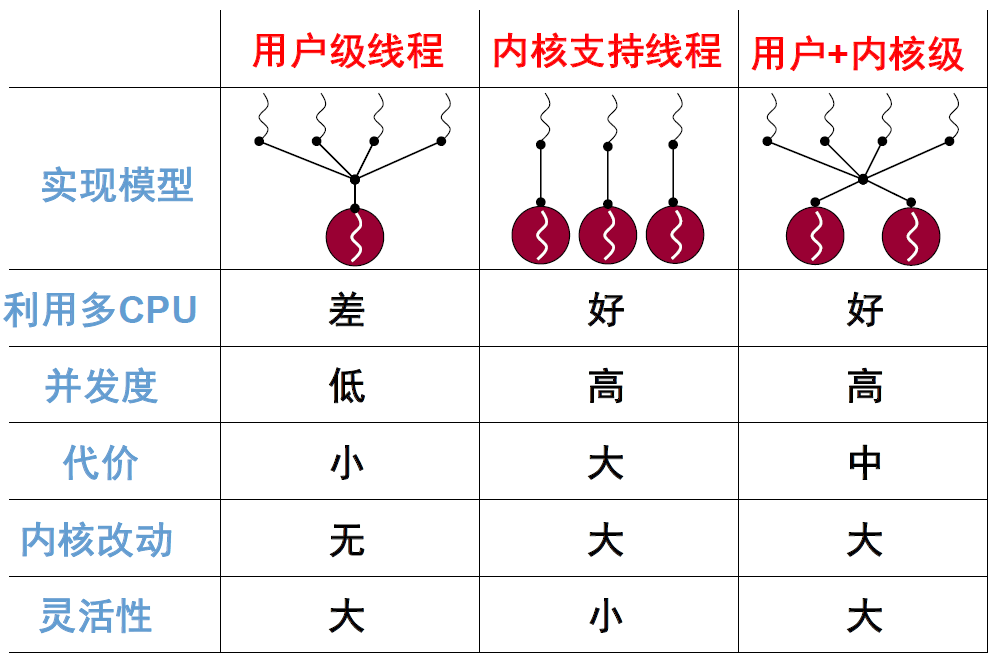 用户级线程 内核支持线程 用户+内核级
实现模型
利用多CPU 差 好 好
并发度 低 高 高
代价 小 大 中
内核改动 无 大 大
灵活性 大 小 大